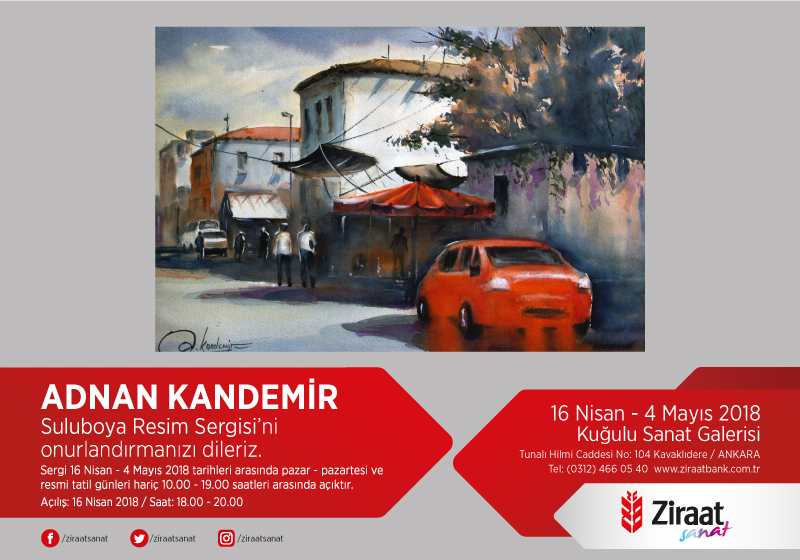 A. Kandemir
ADNAN KANDEMİR
Suluboya Resim Sergisi'ni
onurlandırmanızı dileriz.
Sergi 16 Nisan - 4 Mayıs 2018 tarihleri arasında pazar - pazartesi ve
resmi tatil günleri hariç 10.00 - 19.00 saatleri arasında açıktır.
Açılış: 16 Nisan 2018 / Saat: 18.00 - 20.00
/ziraatsanat
/ziraatsanat
/ziraatsanat
16 Nisan - 4 Mayıs 2018
Kuğulu Sanat Galerisi
Tunalı Hilmi Caddesi No: 104 Kavaklıdere / ANKARA
Tel: (0312) 466 05 40 www.ziraatbank.com.tr
Ziraat
sanat